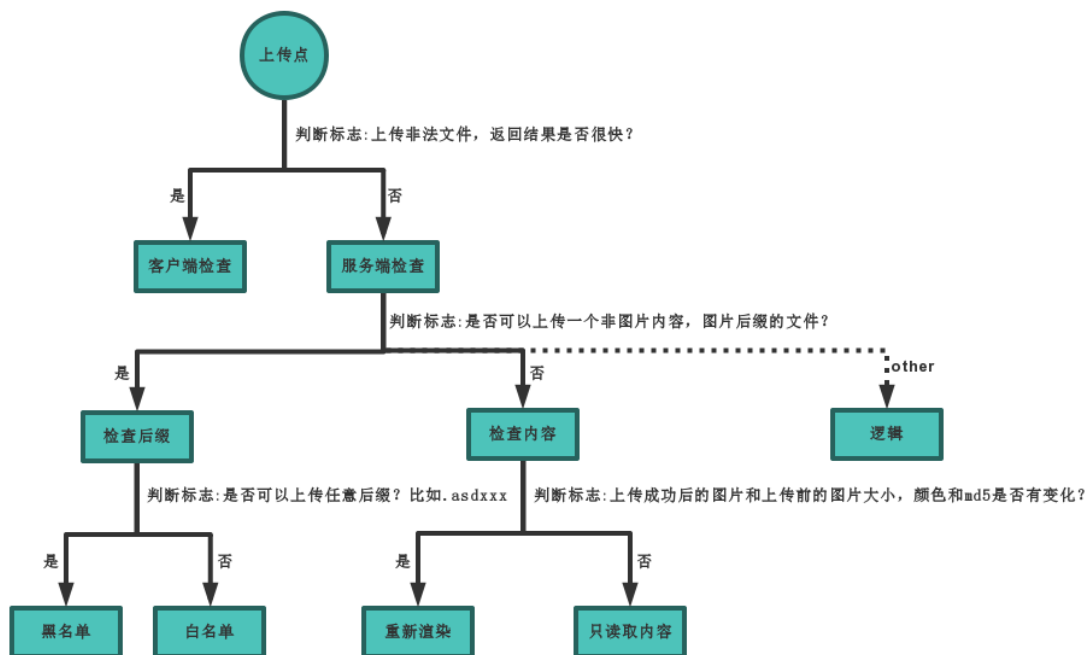 上传点
判断标志:上传非法文件，返回结果是否很快?
是
否
客户端检查
服务端检查
判断标志:是否可以上传一个非图片内容，图片后缀的文件?
是
否
other
检查后缀
检查内容
逻辑
判断标志:是否可以上传任意后缀? 比如.asdxxx
判断标志:上传成功后的图片和上传前的图片大小，颜色和md5是否有变化?
是
否
是
否
黑名单
白名单
重新渲染
只读取内容